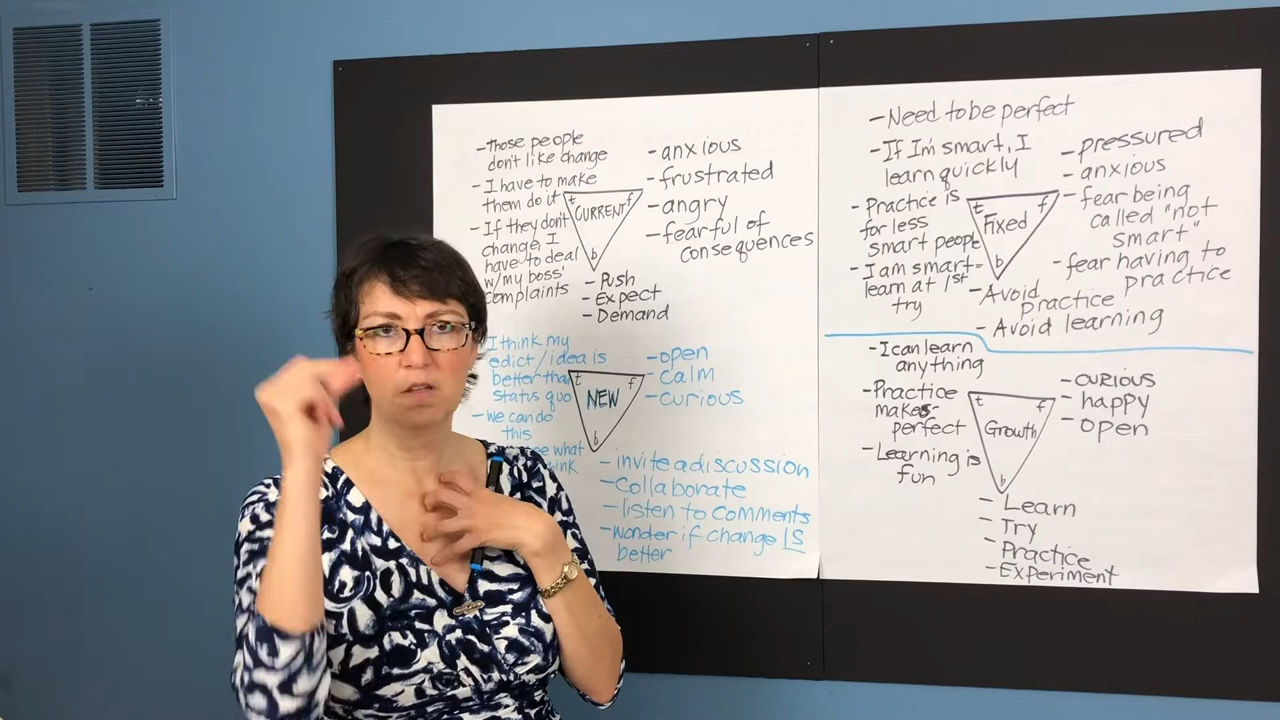 -those people
don't like change
-I have to make
them do it
-If they don't
change, I
have to deal
w/my boss'
complaints
t f
CURRENT
b
-anxious
-frustrated
-angry
-fearful of
consequences
-Push
-Expect
-Demand
I think my
edict/idea is
better than
status quo
-we can do
this
see what
t f
NEW
b
-open
-calm
-curious
-invite a discussion
-Collaborate
-listen to comments
-wonder if change IS
better
-Need to be perfect
-If I'm smart, I
learn quickly
-Practice is
for less
smart people
-I am smart=
learn at 1st
try
t f
Fixed
b
-pressured
-anxious
-fear being
called "not
smart"
-fear having to
practice
-Avoid
practice
-Avoid learning
-I can learn
anything
-Practice
makes
perfect
-Learning is
fun
t f
Growth
b
-curious
-happy
-open
-Learn
-Try
-Practice
-Experiment